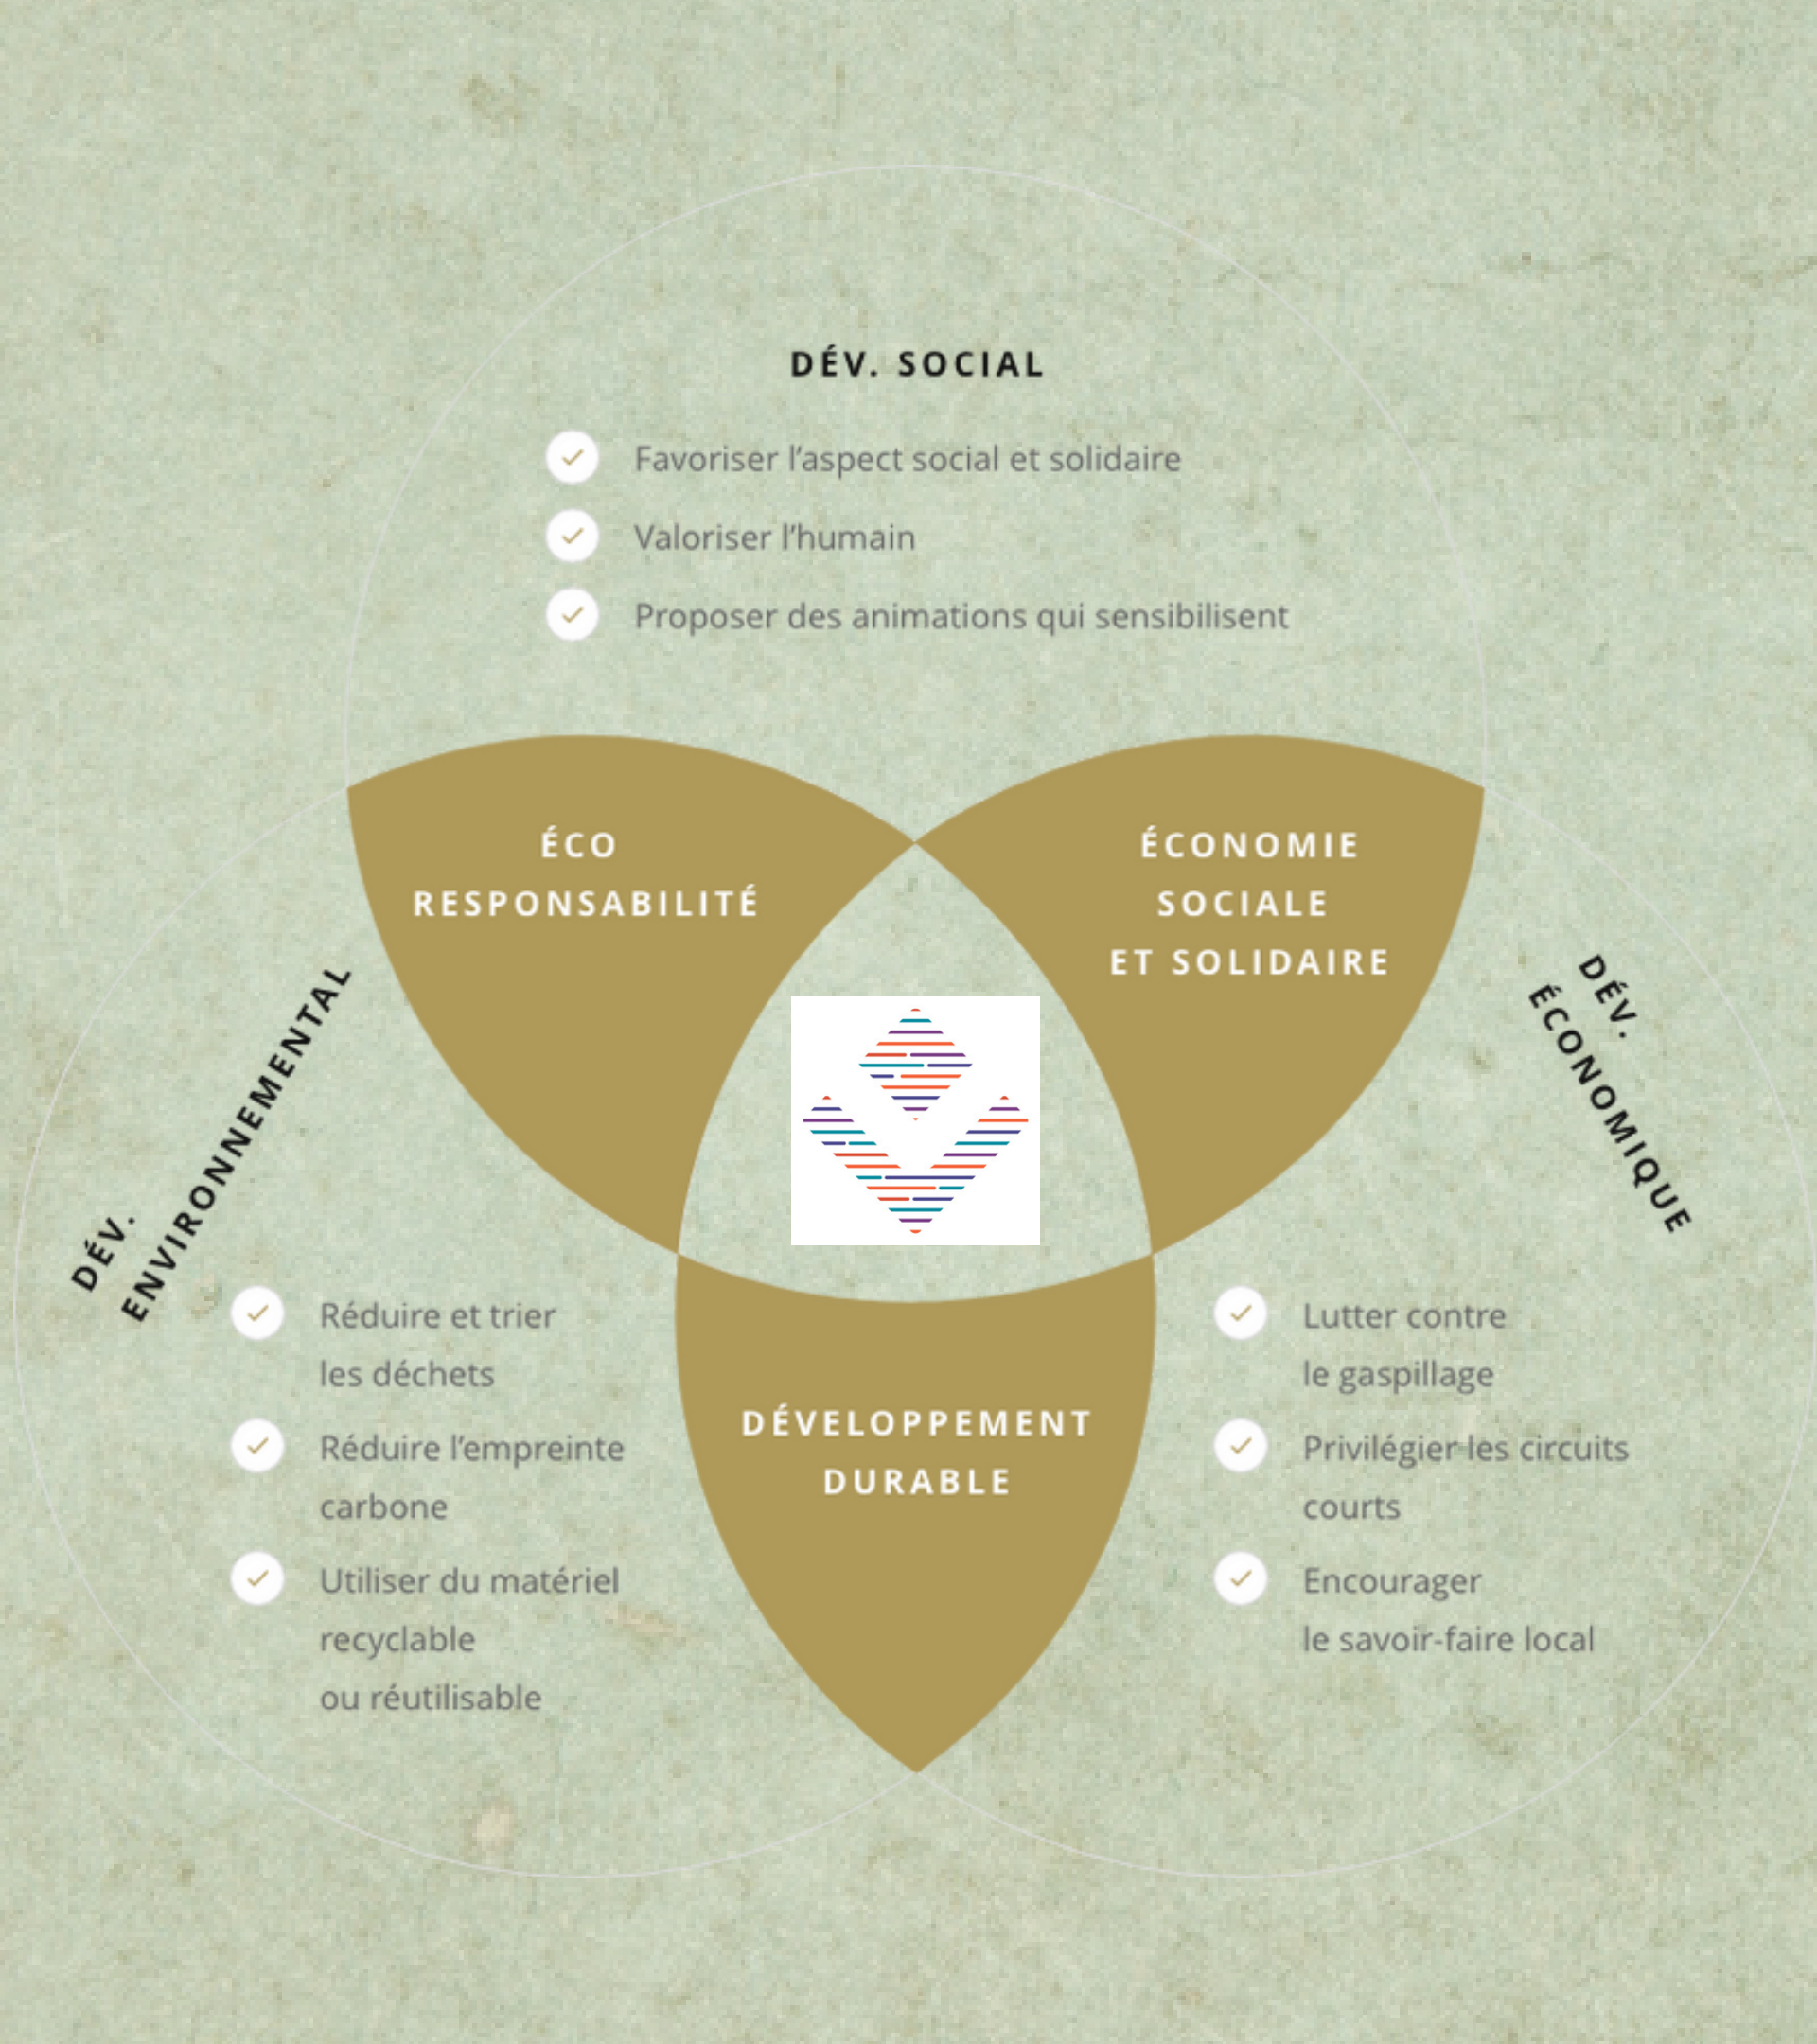 DÉV. SOCIAL
Favoriser l’aspect social et solidaire
Valoriser l’humain
Proposer des animations qui sensibilisent
ÉCO
RESPONSABILITÉ
ÉCONOMIE
SOCIALE
ET SOLIDAIRE
DÉV.
ENVIRONNEMENTAL
DÉV.
ÉCONOMIQUE
Réduire et trier
les déchets
Réduire l’empreinte
carbone
Utiliser du matériel
recyclable
ou réutilisable
DÉVELOPPEMENT
DURABLE
Lutter contre
le gaspillage
Privilégier les circuits
courts
Encourager
le savoir-faire local